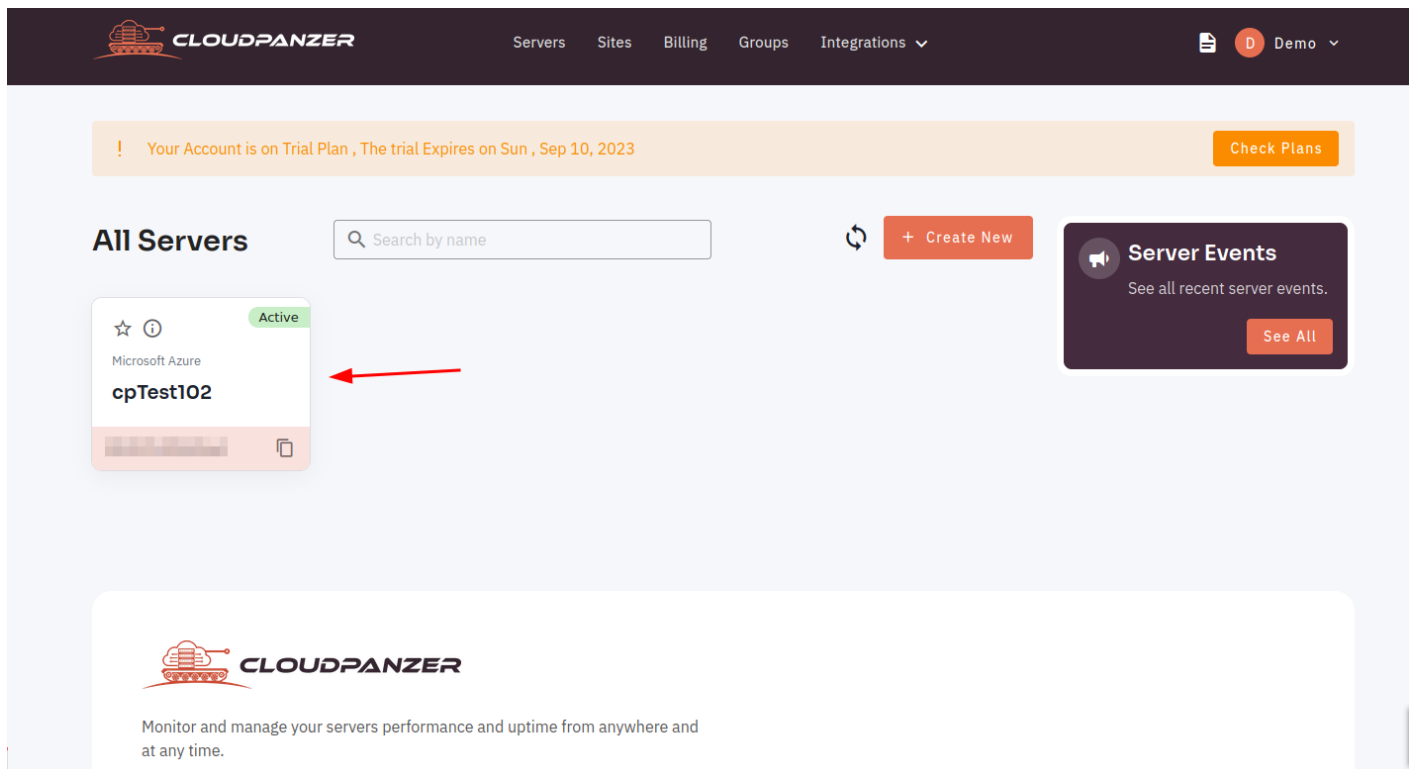 CLOUDPANZER
Servers Sites Billing Groups Integrations
D Demo
! Your Account is on Trial Plan , The trial Expires on Sun , Sep 10, 2023
Check Plans
All Servers
Search by name
+ Create New
Server Events
See all recent server events.
See All
Active
Microsoft Azure
cpTest102
CLOUDPANZER
Monitor and manage your servers performance and uptime from anywhere and
at any time.